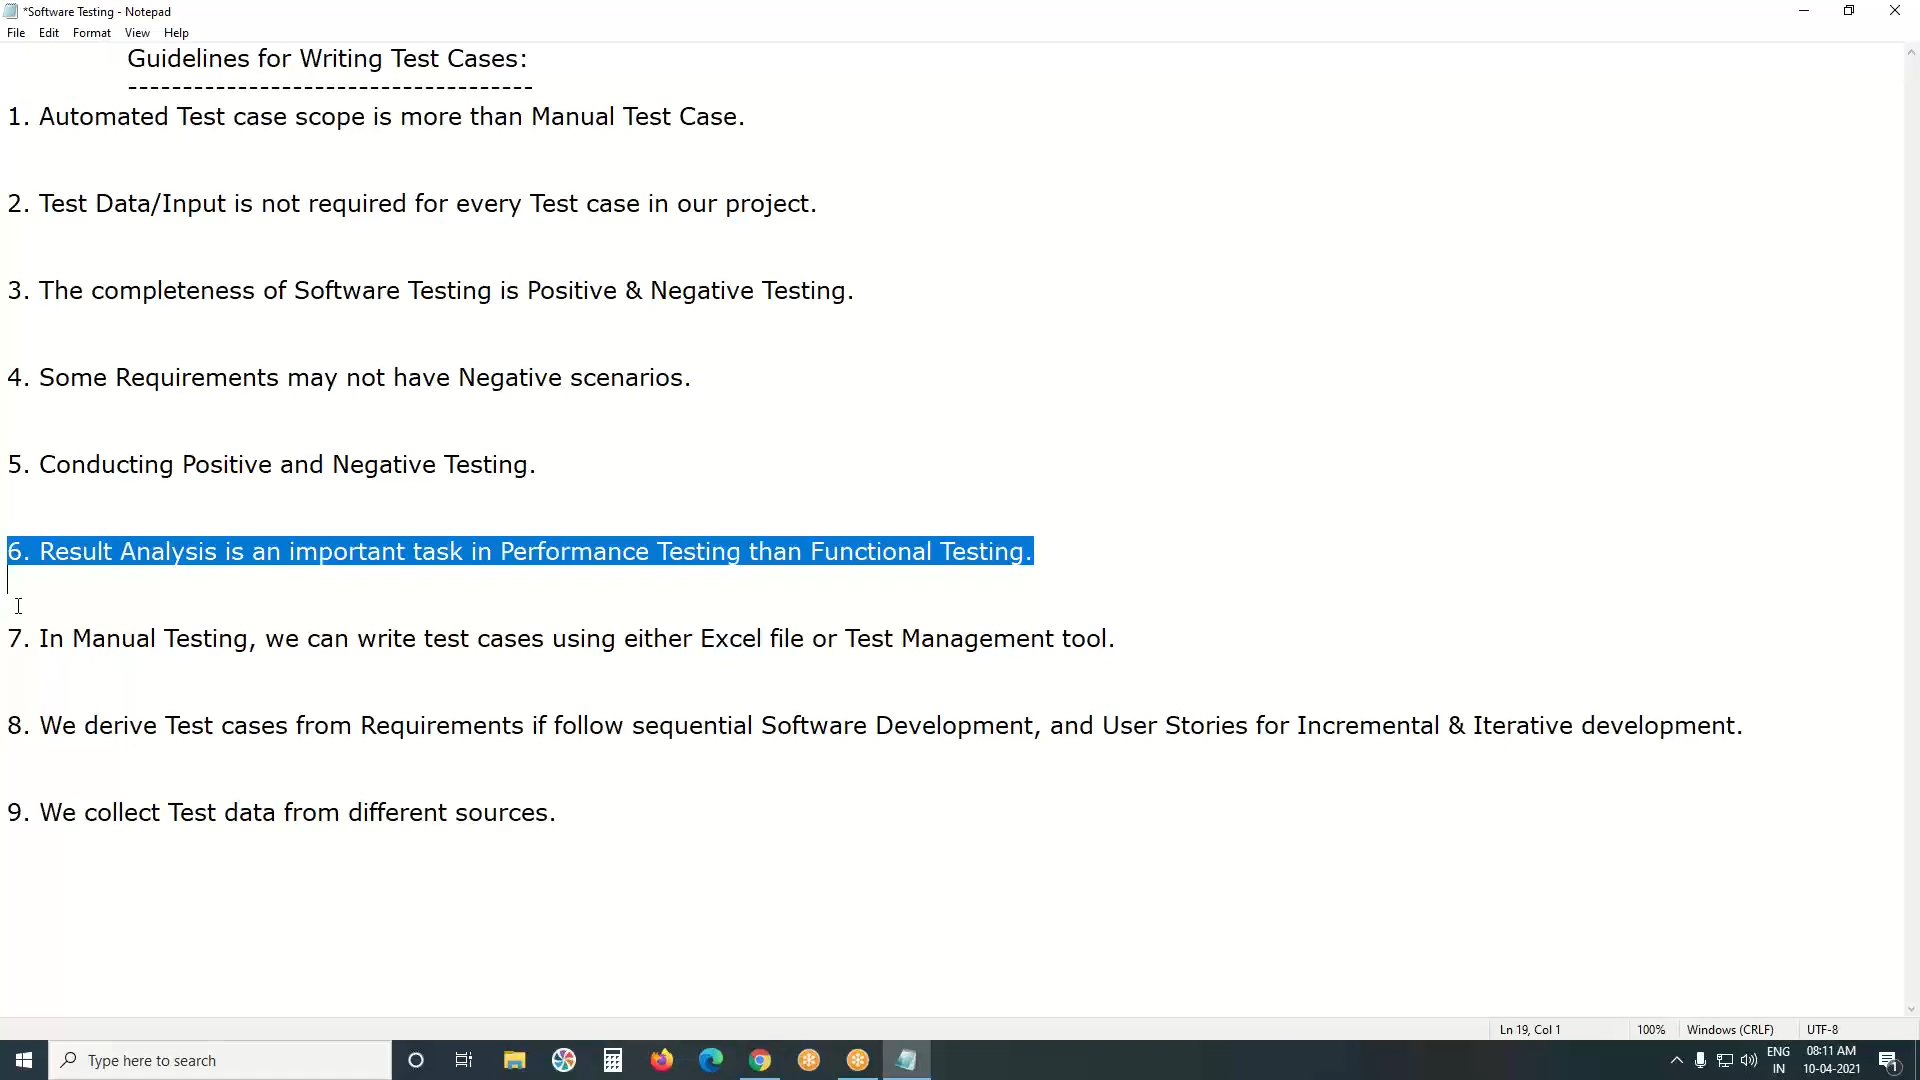 *Software Testing - Notepad
File Edit Format View Help
Guidelines for Writing Test Cases:
-------------------------------------
1. Automated Test case scope is more than Manual Test Case.
2. Test Data/Input is not required for every Test case in our project.
3. The completeness of Software Testing is Positive & Negative Testing.
4. Some Requirements may not have Negative scenarios.
5. Conducting Positive and Negative Testing.
6. Result Analysis is an important task in Performance Testing than Functional Testing.
7. In Manual Testing, we can write test cases using either Excel file or Test Management tool.
8. We derive Test cases from Requirements if follow sequential Software Development, and User Stories for Incremental & Iterative development.
9. We collect Test data from different sources.
Ln 19, Col 1 100% Windows (CRLF) UTF-8
Type here to search
ENG 08:11 AM
IN 10-04-2021 1